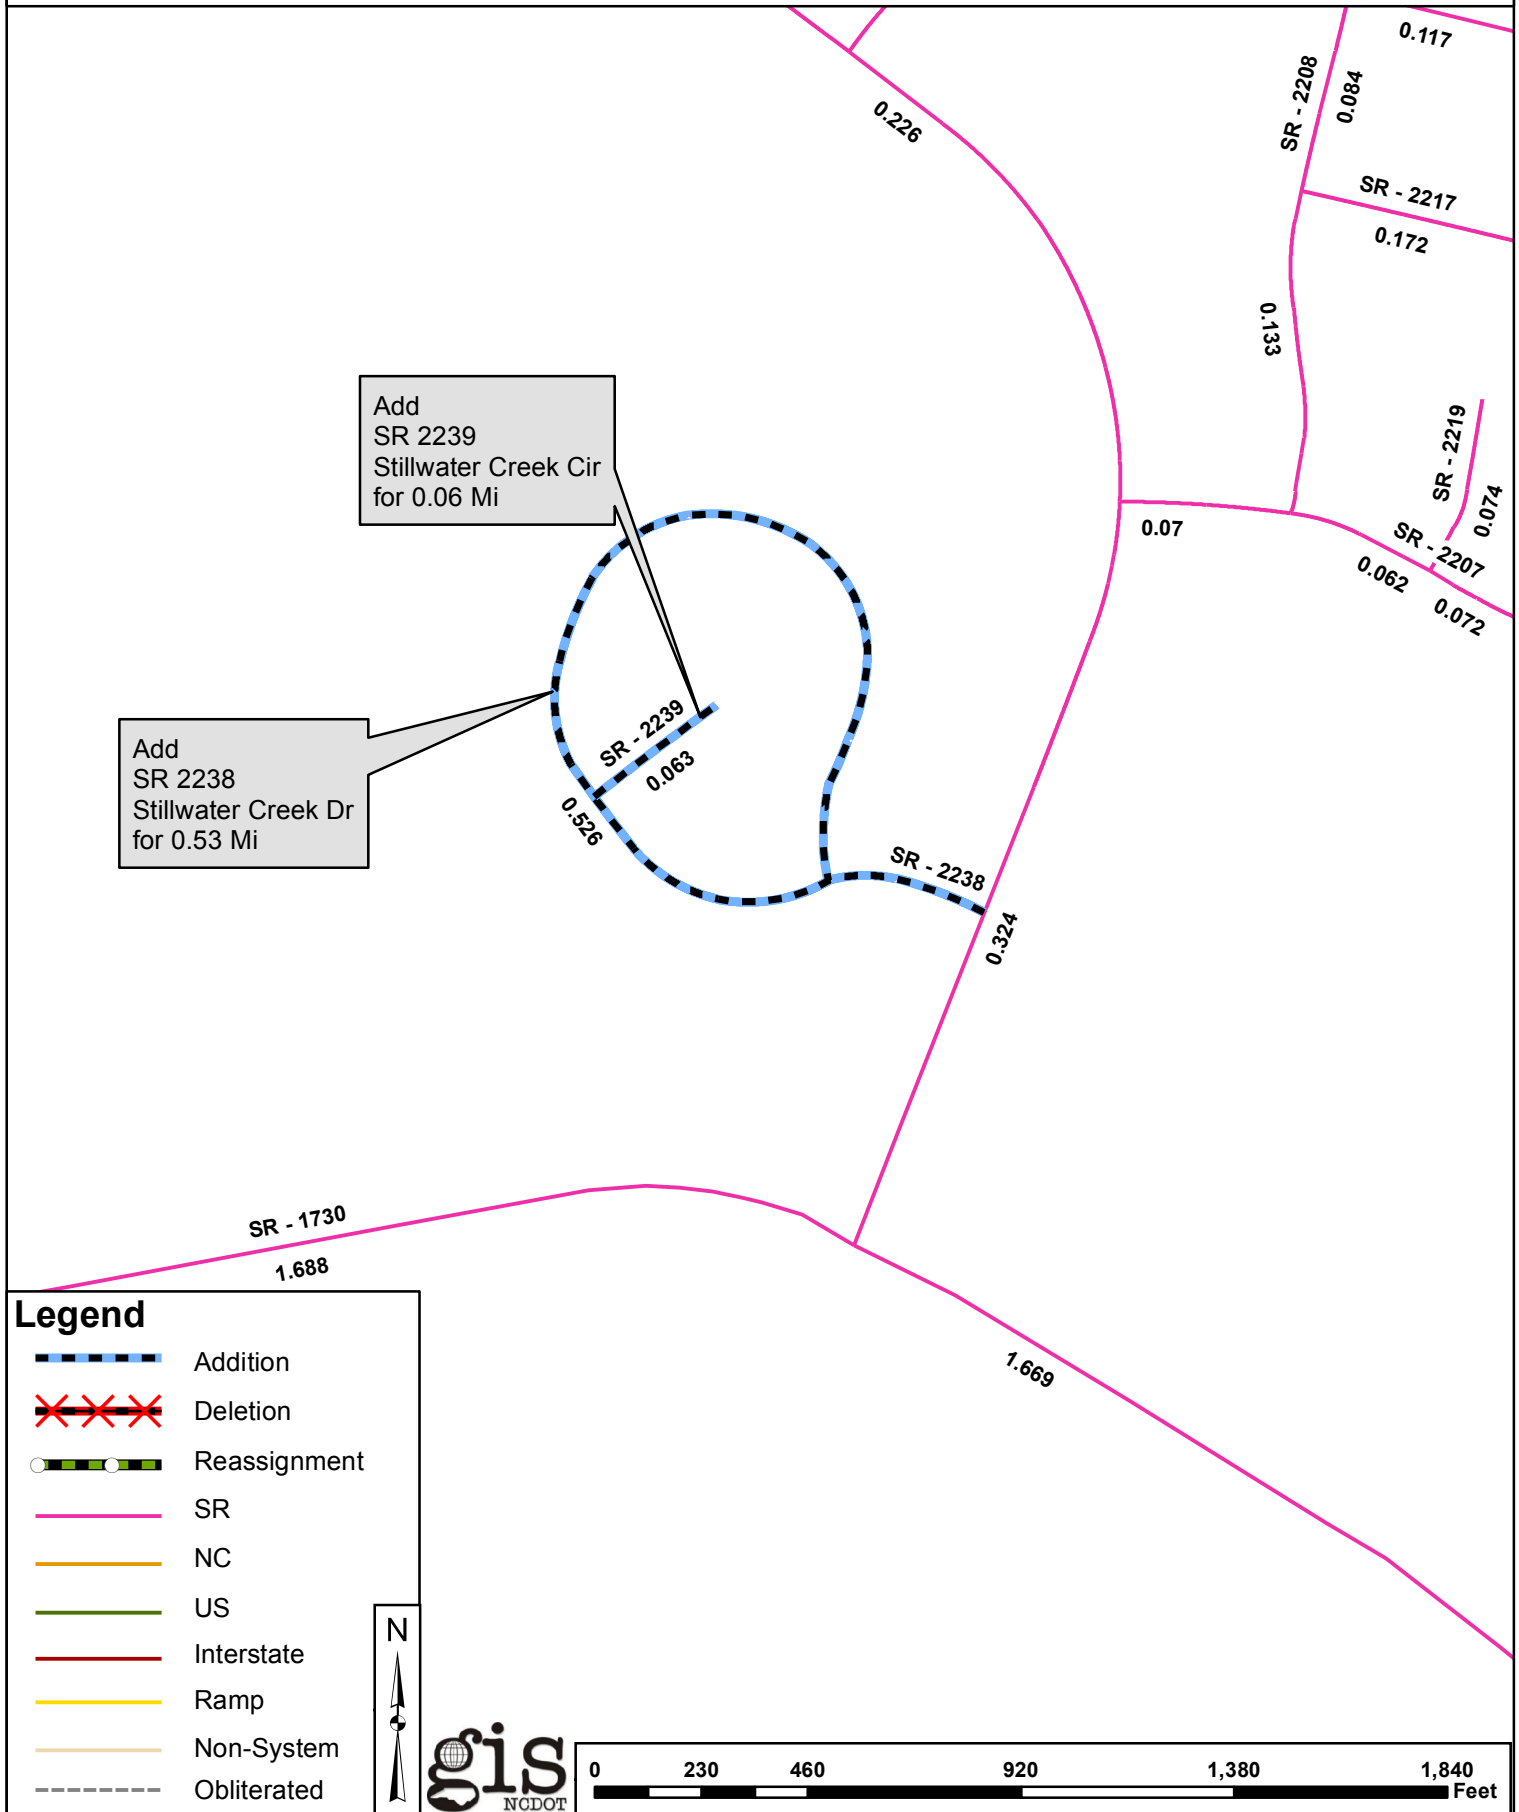 0.117
SR - 2208
0.084
0.226
SR - 2217
0.172
0.133
Add
SR 2239
Stillwater Creek Cir
for 0.06 Mi
SR - 2219
0.074
0.07
SR - 2207
0.062
0.072
Add
SR 2238
Stillwater Creek Dr
for 0.53 Mi
SR - 2239
0.063
0.526
SR - 2238
0.324
SR - 1730
1.688
1.669
Legend
Addition
Deletion
Reassignment
SR
NC
US
Interstate
Ramp
Non-System
Obliterated
N
gis
NCDOT
0 230 460 920 1,380 1,840
Feet